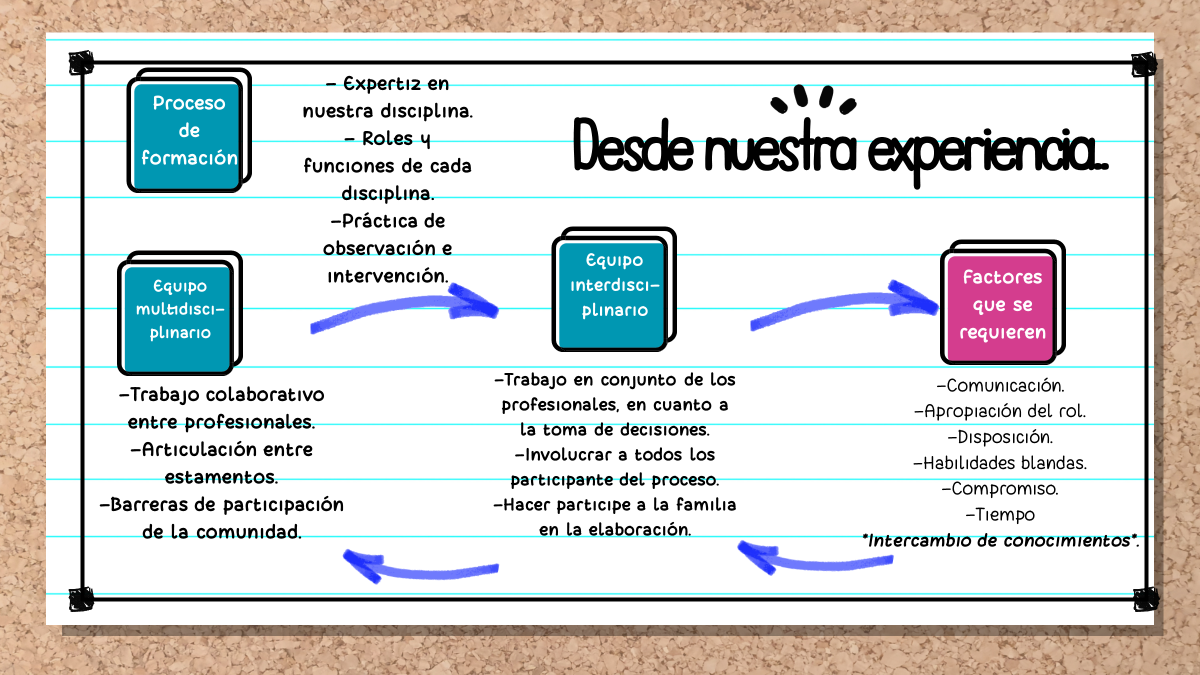 Proceso
de
formación
- Expertiz en
nuestra disciplina.
- Roles y
funciones de cada
disciplina.
-Práctica de
observación e
intervención.
Desde nuestra experiencia..
Equipo
multidisci-
plinario
-Trabajo colaborativo
entre profesionales.
-Articulación entre
estamentos.
-Barreras de participación
de la comunidad.
Equipo
interdisci-
plinario
-Trabajo en conjunto de los
profesionales, en cuanto a
la toma de decisiones.
-Involucrar a todos los
participante del proceso.
-Hacer participe a la familia
en la elaboración.
Factores
que se
requieren
-Comunicación.
-Apropiación del rol.
-Disposición.
-Habilidades blandas.
-Compromiso.
-Tiempo
*Intercambio de conocimientos*.